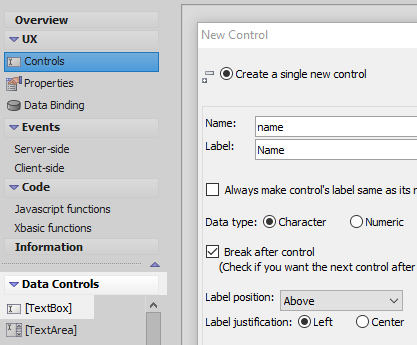 Overview
UX
Controls
Properties
Data Binding
Events
Server-side
Client-side
Code
Javascript functions
Xbasic functions
Information
Data Controls
[TextBox]
[TextArea]
New Control
Create a single new control
Name: name
Label: Name
Always make control's label same as its
Data type: Character Numeric
Break after control
(Check if you want the next control after
Label position: Above
Label justification: Left Center